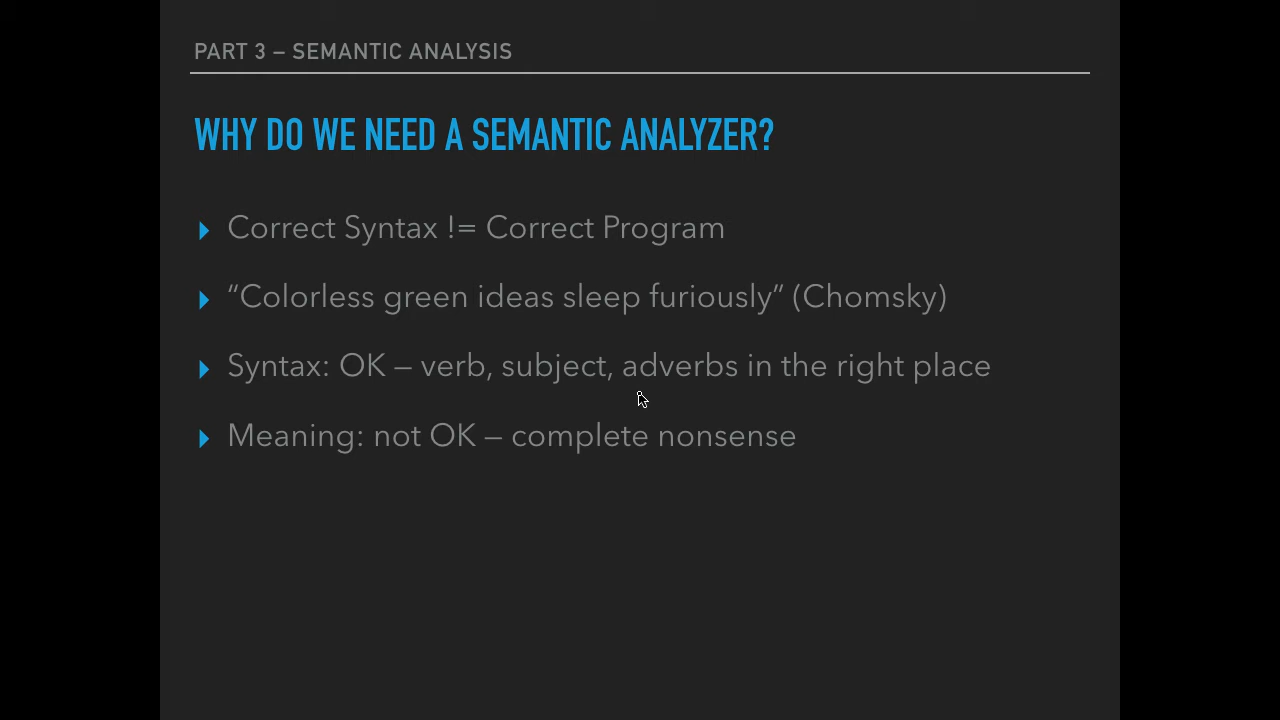 PART 3 – SEMANTIC ANALYSIS
WHY DO WE NEED A SEMANTIC ANALYZER?
Correct Syntax != Correct Program
“Colorless green ideas sleep furiously” (Chomsky)
Syntax: OK – verb, subject, adverbs in the right place
Meaning: not OK – complete nonsense